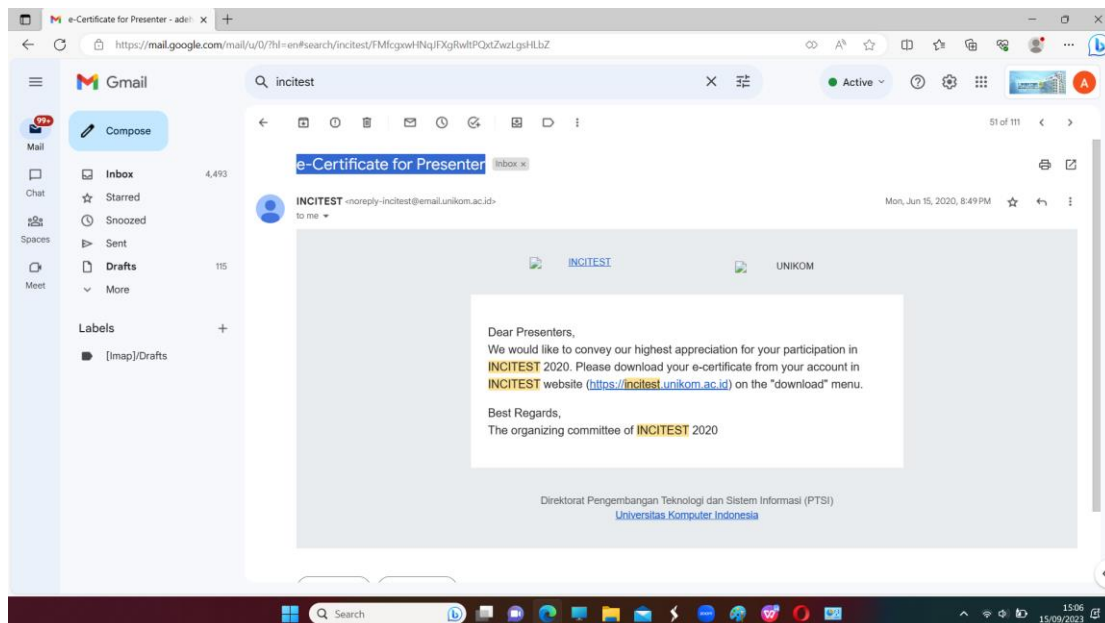 e-Certificate for Presenter - adeh
https://mail.google.com/mail/u/0/?hl=en#search/incitest/FMfcgxwHNqJFXgRwltPQxtZwzLgsHLbZ
Gmail
incitest
Active
A
99+
Mail
Chat
Spaces
Meet
Compose
Inbox 4,493
Starred
Snoozed
Sent
Drafts 115
More
Labels +
[Imap]/Drafts
51 of 111
e-Certificate for Presenter Inbox x
INCITEST <noreply-incitest@email.unikom.ac.id> Mon, Jun 15, 2020, 8:49 PM
to me
INCITEST UNIKOM
Dear Presenters,
We would like to convey our highest appreciation for your participation in
INCITEST 2020. Please download your e-certificate from your account in
INCITEST website (https://incitest.unikom.ac.id) on the "download" menu.
Best Regards,
The organizing committee of INCITEST 2020
Direktorat Pengembangan Teknologi dan Sistem Informasi (PTSI)
Universitas Komputer Indonesia
Search
15:06
15/09/2023